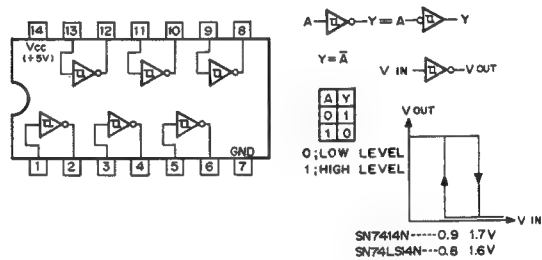 14 13 12 11 10 9 8
Vcc
(+5V)
GND
1 2 3 4 5 6 7
A Y = A Y
Y = A̅
V IN V OUT
A Y
0 1
1 0
0;LOW LEVEL
1;HIGH LEVEL
V OUT
V IN
SN7414N-----0.9 1.7V
SN74LS14N---0.8 1.6V